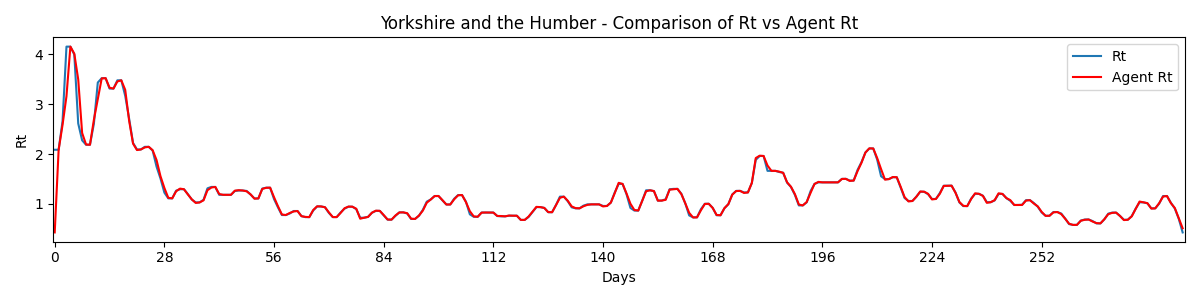 Yorkshire and the Humber - Comparison of Rt vs Agent Rt
Rt
Agent Rt
Rt
4
3
2
1
0 28 56 84 112 140 168 196 224 252
Days